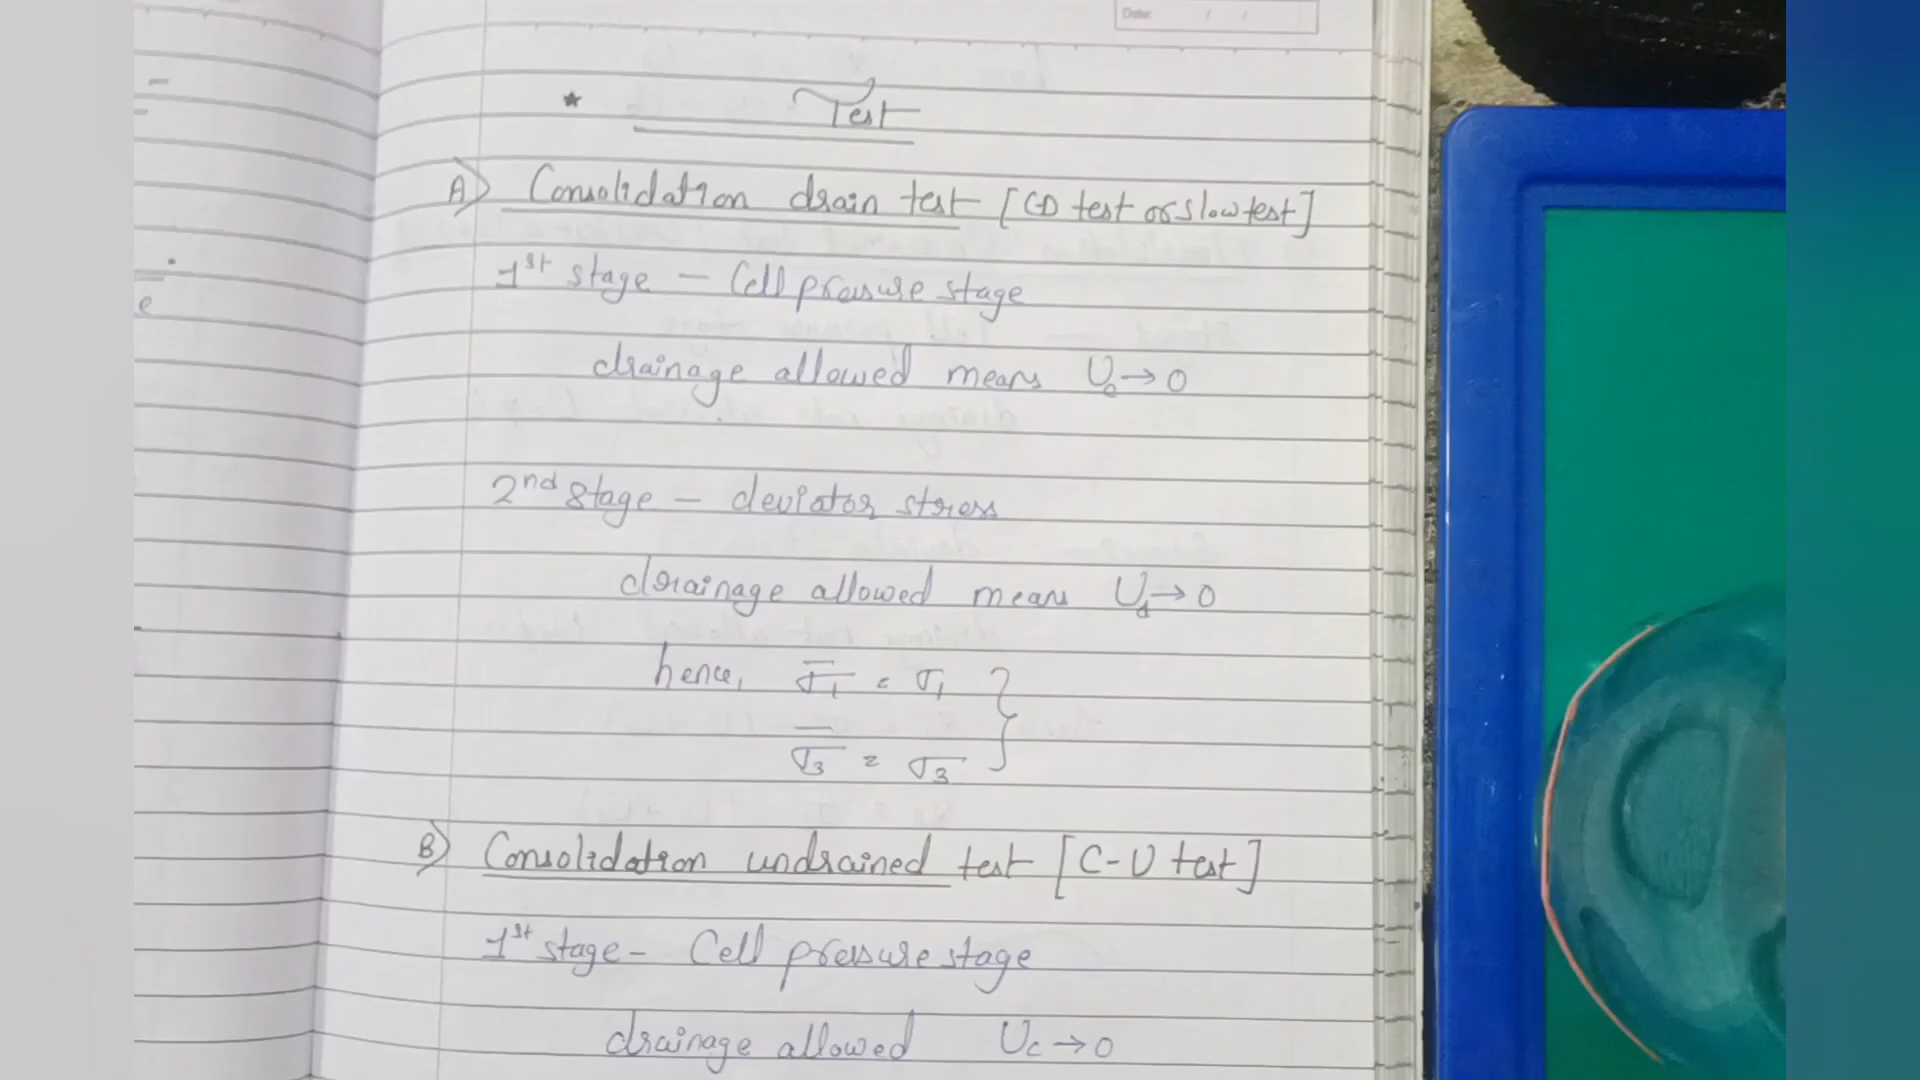 Date: / /
* Test
A) Consolidation drain test [CD test or slow test]
1st stage — Cell pressure stage
drainage allowed means Uc → 0
2nd stage — deviator stress
drainage allowed means Ud → 0
hence, σ̅1 = σ1 }
σ̅3 = σ3
B) Consolidation undrained test [C-U test]
1st stage - Cell pressure stage
drainage allowed Uc → 0
e